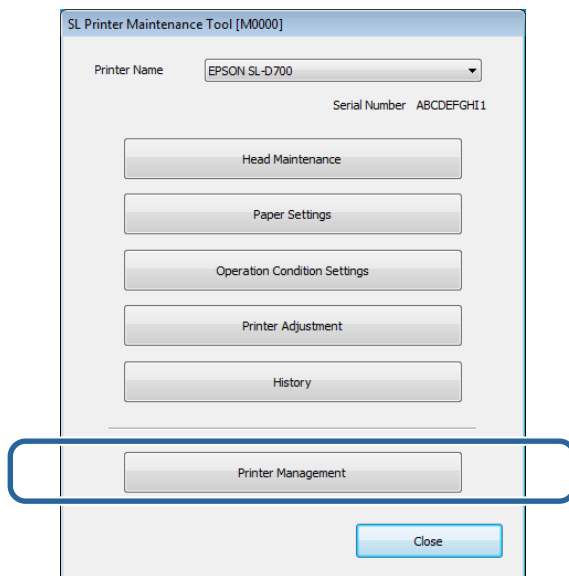 SL Printer Maintenance Tool [M0000]
Printer Name EPSON SL-D700
Serial Number ABCDEFGHI1
Head Maintenance
Paper Settings
Operation Condition Settings
Printer Adjustment
History
Printer Management
Close